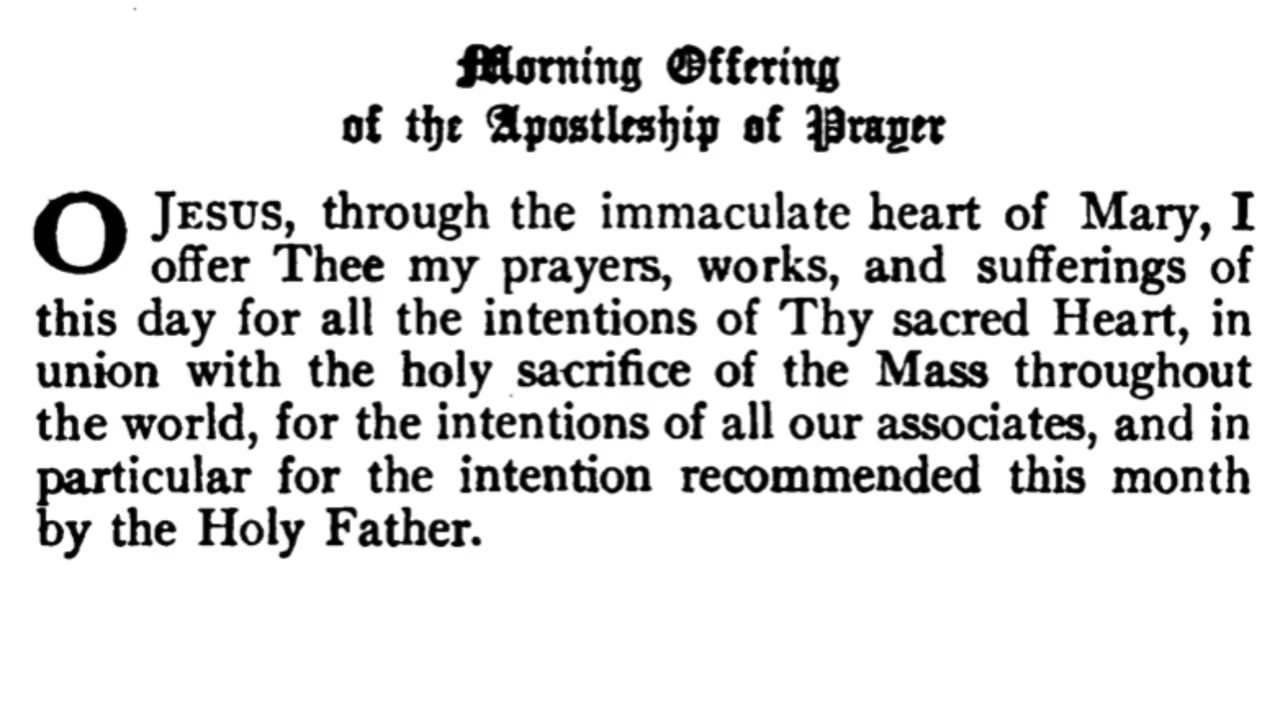 Morning Offering
of the Apostleship of Prayer
O JESUS, through the immaculate heart of Mary, I
offer Thee my prayers, works, and sufferings of
this day for all the intentions of Thy sacred Heart, in
union with the holy sacrifice of the Mass throughout
the world, for the intentions of all our associates, and in
particular for the intention recommended this month
by the Holy Father.